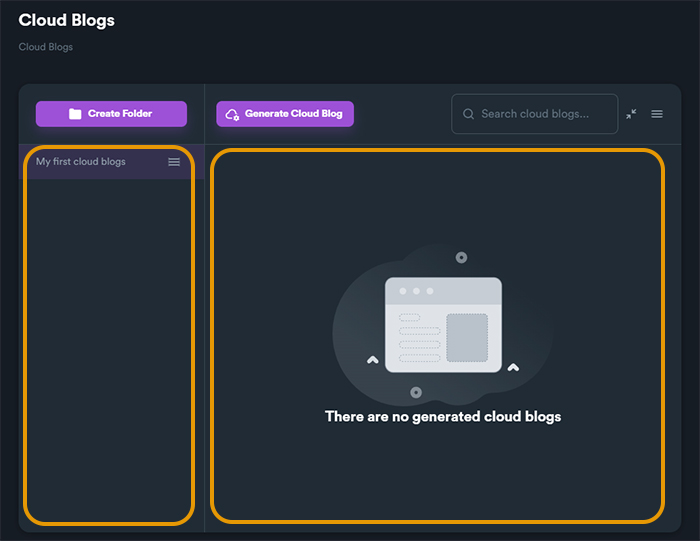 Cloud Blogs
Cloud Blogs
Create Folder
Generate Cloud Blog
Search cloud blogs...
My first cloud blogs
There are no generated cloud blogs